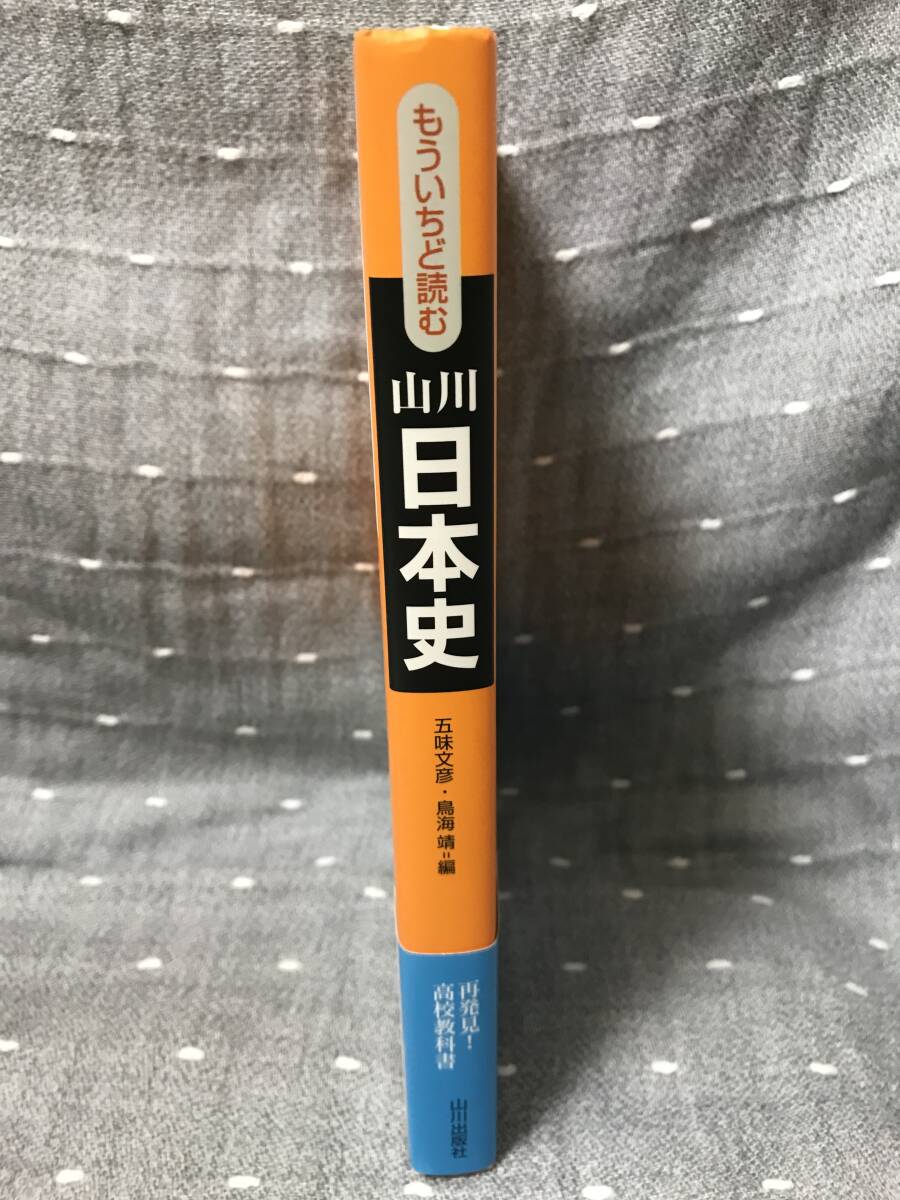 もういちど読む
山川
日本史
五味文彦・鳥海 靖=編
再発見!
高校教科書
山川出版社